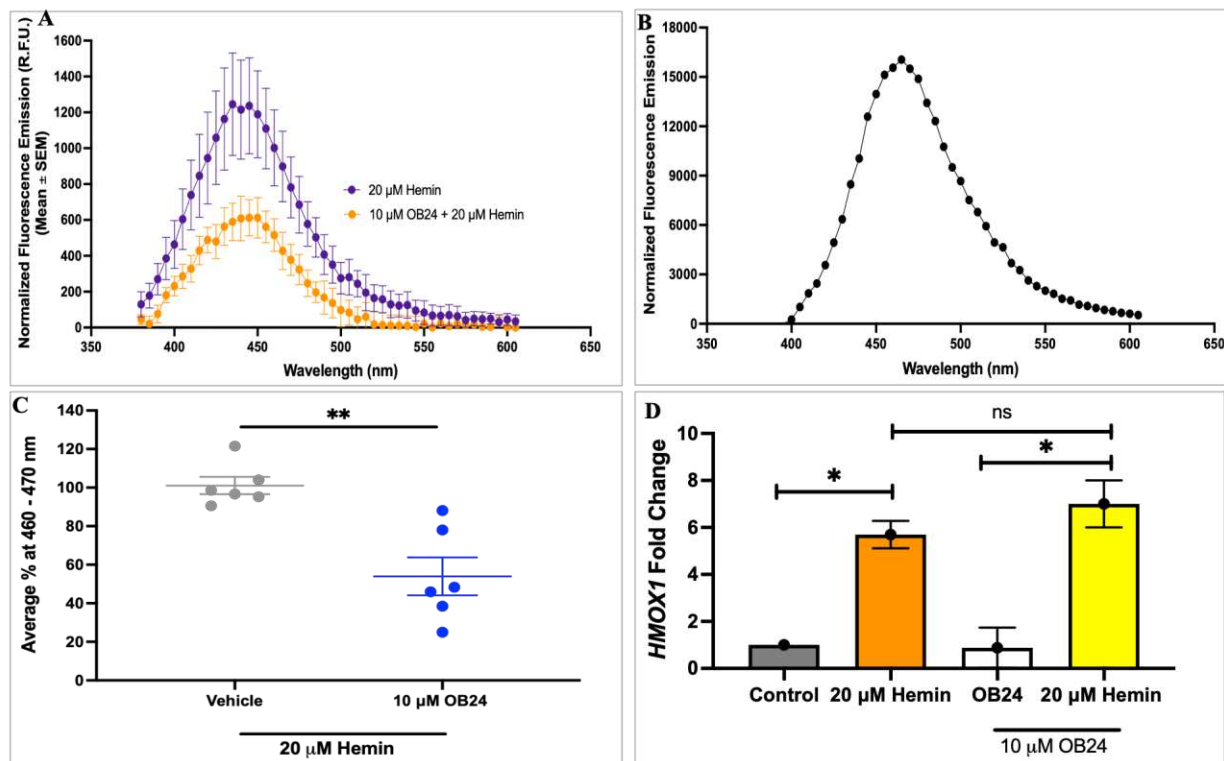 A
Normalized Fluorescence Emission (R.F.U.)
(Mean ± SEM)
1600
1400
1200
1000
800
600
400
200
0
350
400
450
500
550
600
650
Wavelength (nm)
20 µM Hemin
10 µM OB24 + 20 µM Hemin
B
Normalized Fluorescence Emission
18000
15000
12000
9000
6000
3000
0
350
400
450
500
550
600
650
Wavelength (nm)
C
Average % at 460 - 470 nm
140
120
100
80
60
40
20
0
**
Vehicle
10 µM OB24
20 µM Hemin
D
HMOX1 Fold Change
10
8
6
4
2
0
ns
*
*
Control
20 µM Hemin
OB24
20 µM Hemin
10 µM OB24